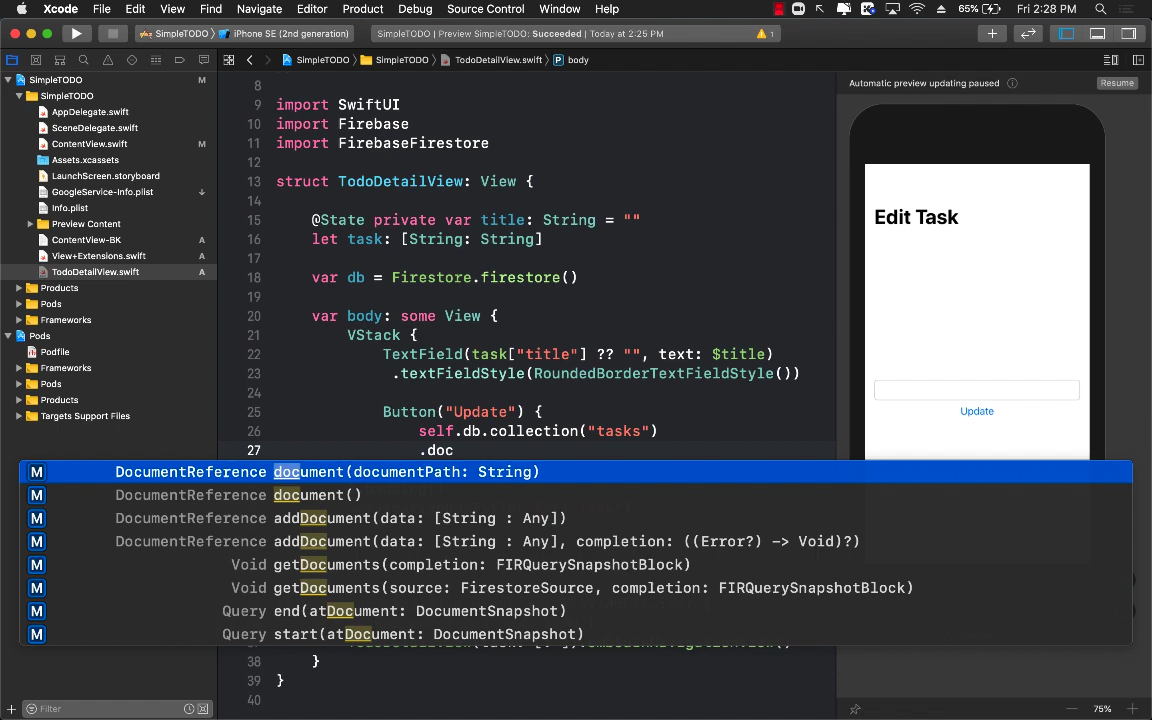 Xcode File Edit View Find Navigate Editor Product Debug Source Control Window Help 65% Fri 2:28 PM
SimpleTODO iPhone SE (2nd generation) SimpleTODO | Preview SimpleTODO: Succeeded | Today at 2:25 PM 1
SimpleTODO SimpleTODO TodoDetailView.swift body
SimpleTODO M
SimpleTODO
AppDelegate.swift
SceneDelegate.swift
ContentView.swift M
Assets.xcassets
LaunchScreen.storyboard
GoogleService-Info.plist
Info.plist
Preview Content
ContentView-BK A
View+Extensions.swift A
TodoDetailView.swift A
Products
Pods
Frameworks
Pods
Podfile
Frameworks
Pods
Products
Targets Support Files
Filter
8
9 import SwiftUI
10 import Firebase
11 import FirebaseFirestore
12
13 struct TodoDetailView: View {
14
15 @State private var title: String = ""
16 let task: [String: String]
17
18 var db = Firestore.firestore()
19
20 var body: some View {
21 VStack {
22 TextField(task["title"] ?? "", text: $title)
23 .textFieldStyle(RoundedBorderTextFieldStyle())
24
25 Button("Update") {
26 self.db.collection("tasks")
27 .doc
M DocumentReference document(documentPath: String)
M DocumentReference document()
M DocumentReference addDocument(data: [String : Any])
M DocumentReference addDocument(data: [String : Any], completion: ((Error?) -> Void)?)
M Void getDocuments(completion: FIRQuerySnapshotBlock)
M Void getDocuments(source: FirestoreSource, completion: FIRQuerySnapshotBlock)
M Query end(atDocument: DocumentSnapshot)
M Query start(atDocument: DocumentSnapshot)
38 }
39 }
40
Automatic preview updating paused Resume
Edit Task
Update
75%